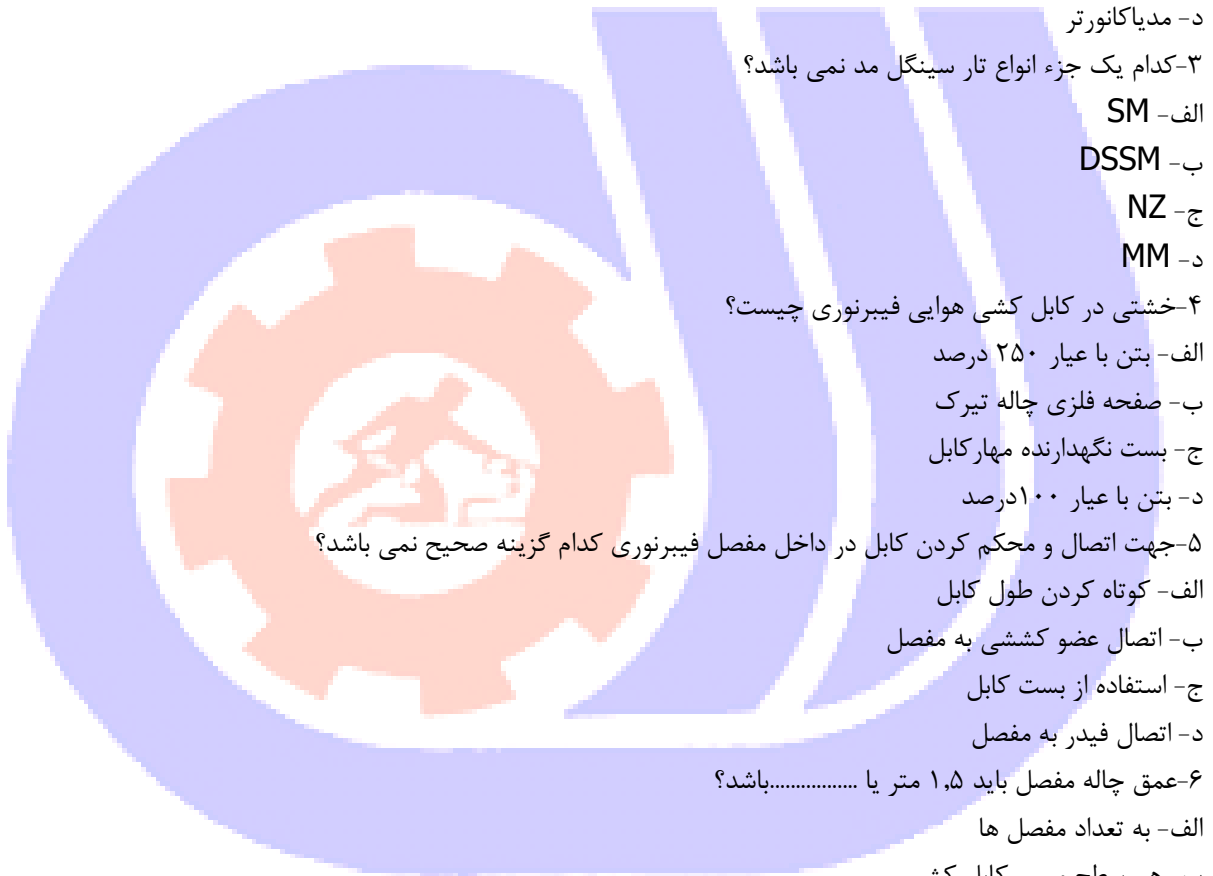 د- مدیاکانورتر
۳-کدام یک جزء انواع تار سینگل مد نمی باشد؟
الف- SM
ب- DSSM
ج- NZ
د- MM
۴-خشتی در کابل کشی هوایی فیبرنوری چیست؟
الف- بتن با عیار ۲۵۰ درصد
ب- صفحه فلزی چاله تیرک
ج- بست نگهدارنده مهارکابل
د- بتن با عیار ۱۰۰درصد
۵-جهت اتصال و محکم کردن کابل در داخل مفصل فیبرنوری کدام گزینه صحیح نمی باشد؟
الف- کوتاه کردن طول کابل
ب- اتصال عضو کششی به مفصل
ج- استفاده از بست کابل
د- اتصال فیدر به مفصل
۶-عمق چاله مفصل باید ۱٫۵ متر یا .................باشد؟
الف- به تعداد مفصل ها